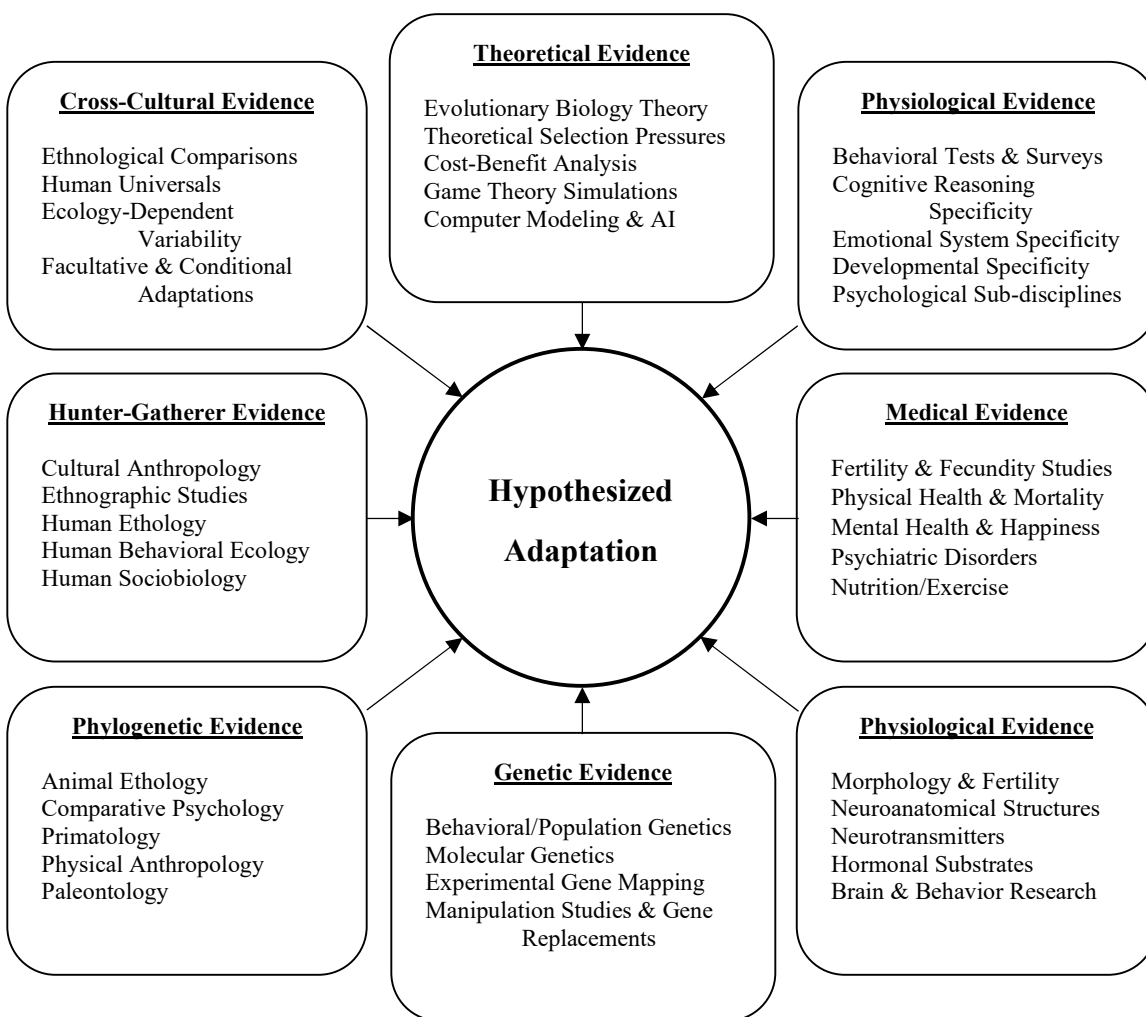 Theoretical Evidence
Evolutionary Biology Theory
Theoretical Selection Pressures
Cost-Benefit Analysis
Game Theory Simulations
Computer Modeling & AI
Cross-Cultural Evidence
Ethnological Comparisons
Human Universals
Ecology-Dependent
Variability
Facultative & Conditional
Adaptations
Physiological Evidence
Behavioral Tests & Surveys
Cognitive Reasoning
Specificity
Emotional System Specificity
Developmental Specificity
Psychological Sub-disciplines
Hunter-Gatherer Evidence
Cultural Anthropology
Ethnographic Studies
Human Ethology
Human Behavioral Ecology
Human Sociobiology
Hypothesized
Adaptation
Medical Evidence
Fertility & Fecundity Studies
Physical Health & Mortality
Mental Health & Happiness
Psychiatric Disorders
Nutrition/Exercise
Phylogenetic Evidence
Animal Ethology
Comparative Psychology
Primatology
Physical Anthropology
Paleontology
Genetic Evidence
Behavioral/Population Genetics
Molecular Genetics
Experimental Gene Mapping
Manipulation Studies & Gene
Replacements
Physiological Evidence
Morphology & Fertility
Neuroanatomical Structures
Neurotransmitters
Hormonal Substrates
Brain & Behavior Research